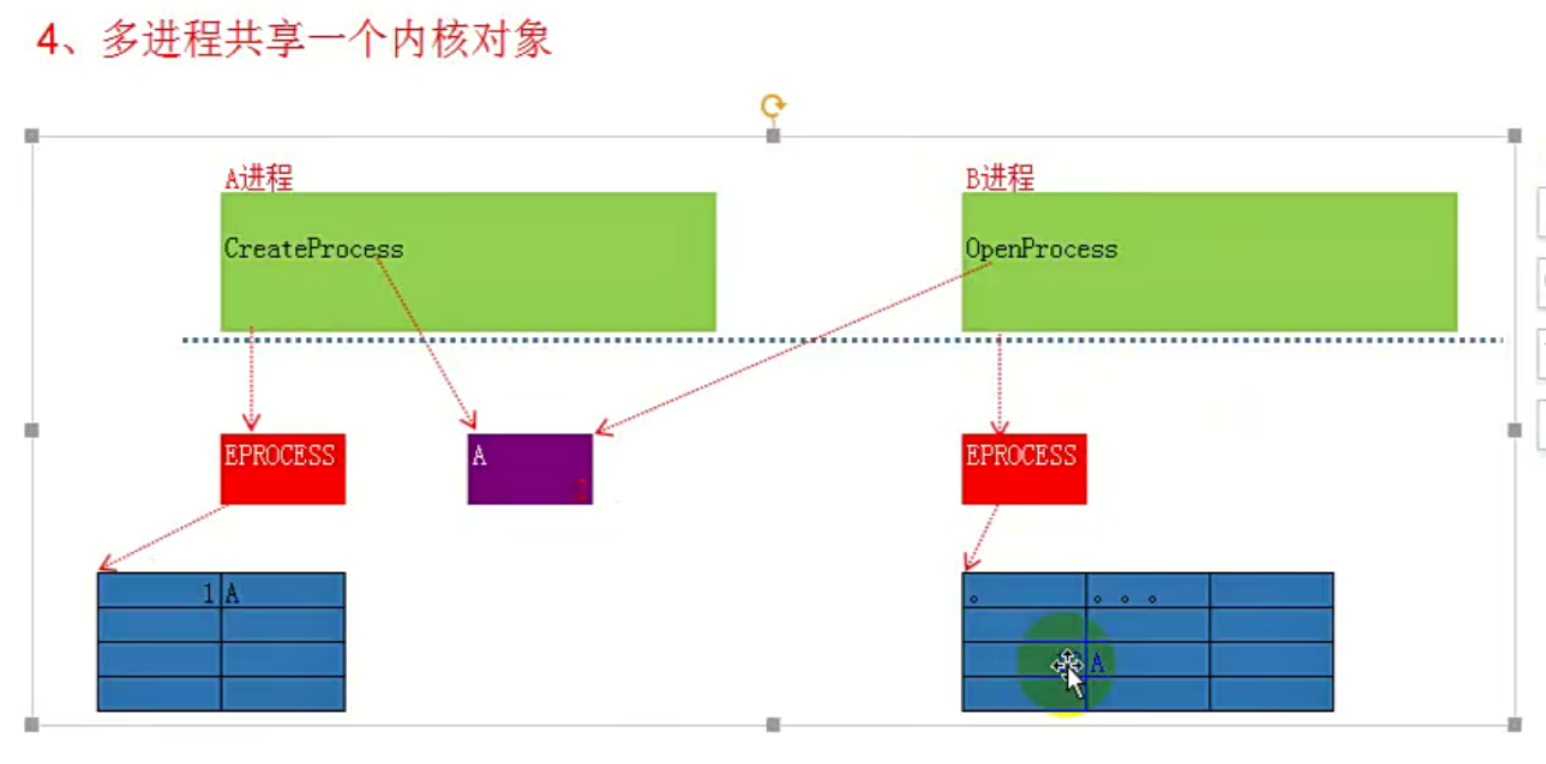 4、多进程共享一个内核对象
A进程
B进程
CreateProcess
OpenProcess
EPROCESS
A
2
EPROCESS
1 A
。 。。。
A